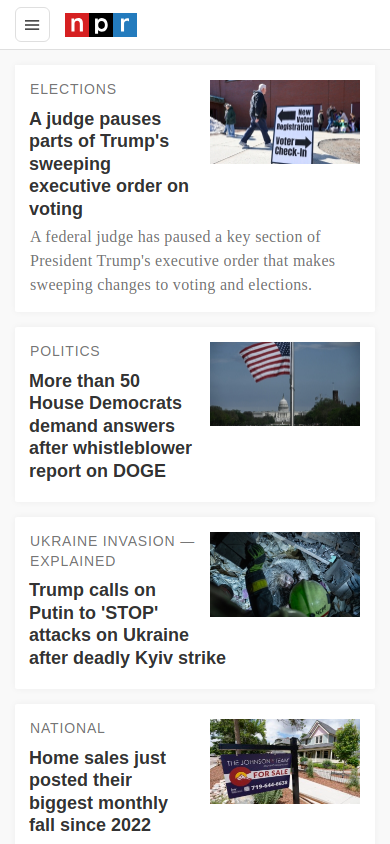 npr
ELECTIONS
A judge pauses
parts of Trump's
sweeping
executive order on
voting
New
Voter
Registration
Voter
Check-In
A federal judge has paused a key section of
President Trump's executive order that makes
sweeping changes to voting and elections.
POLITICS
More than 50
House Democrats
demand answers
after whistleblower
report on DOGE
UKRAINE INVASION —
EXPLAINED
Trump calls on
Putin to 'STOP'
attacks on Ukraine
after deadly Kyiv strike
NATIONAL
Home sales just
posted their
biggest monthly
fall since 2022
THE JOHNSON TEAM
FOR SALE
719-644-6638